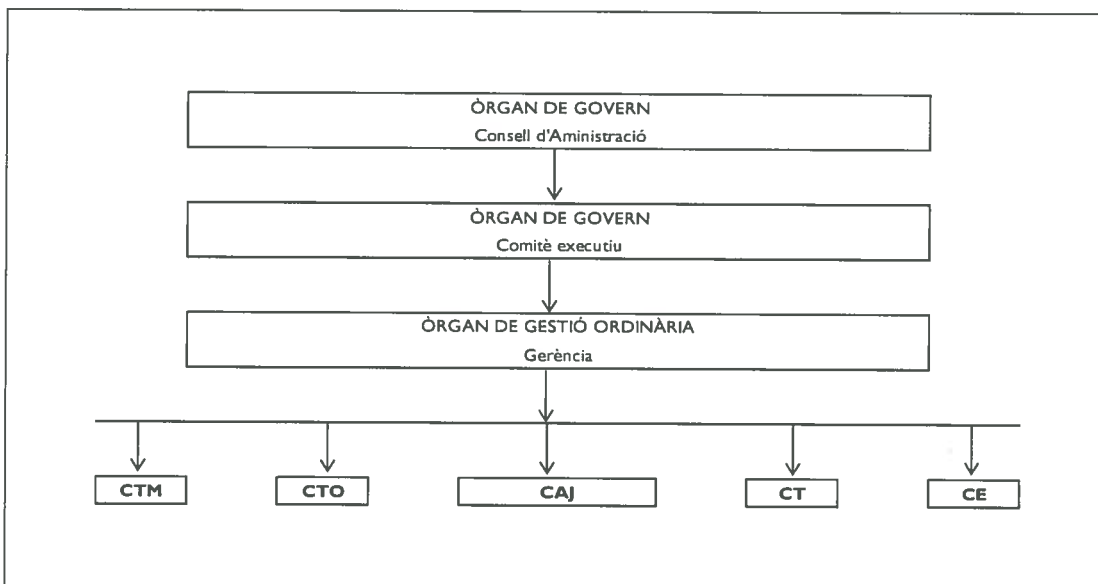 ÒRGAN DE GOVERN
Consell d'Aministració
ÒRGAN DE GOVERN
Comitè executiu
ÒRGAN DE GESTIÓ ORDINÀRIA
Gerència
CTM
CTO
CAJ
CT
CE